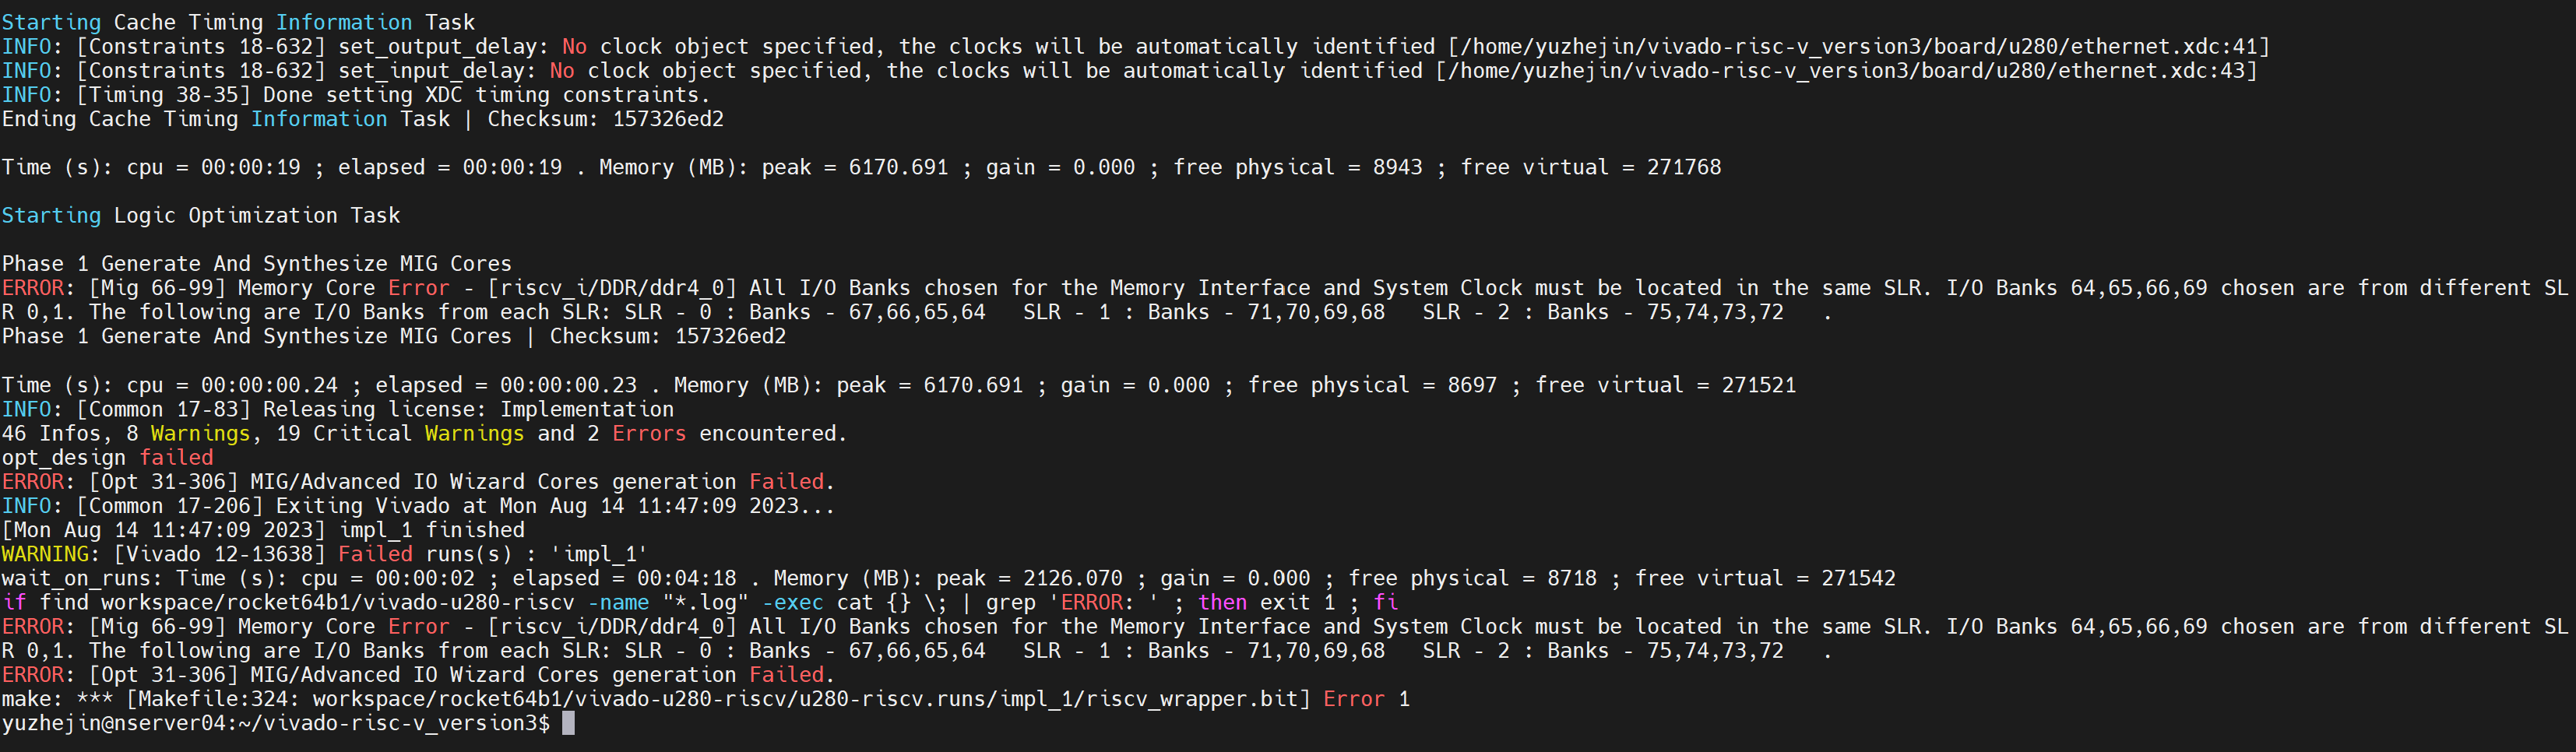 Starting Cache Timing Information Task
INFO: [Constraints 18-632] set_output_delay: No clock object specified, the clocks will be automatically identified [/home/yuzhejin/vivado-risc-v_version3/board/u280/ethernet.xdc:41]
INFO: [Constraints 18-632] set_input_delay: No clock object specified, the clocks will be automatically identified [/home/yuzhejin/vivado-risc-v_version3/board/u280/ethernet.xdc:43]
INFO: [Timing 38-35] Done setting XDC timing constraints.
Ending Cache Timing Information Task | Checksum: 157326ed2
Time (s): cpu = 00:00:19 ; elapsed = 00:00:19 . Memory (MB): peak = 6170.691 ; gain = 0.000 ; free physical = 8943 ; free virtual = 271768
Starting Logic Optimization Task
Phase 1 Generate And Synthesize MIG Cores
ERROR: [Mig 66-99] Memory Core Error - [riscv_i/DDR/ddr4_0] All I/O Banks chosen for the Memory Interface and System Clock must be located in the same SLR. I/O Banks 64,65,66,69 chosen are from different SL
R 0,1. The following are I/O Banks from each SLR: SLR - 0 : Banks - 67,66,65,64   SLR - 1 : Banks - 71,70,69,68   SLR - 2 : Banks - 75,74,73,72   .
Phase 1 Generate And Synthesize MIG Cores | Checksum: 157326ed2
Time (s): cpu = 00:00:00.24 ; elapsed = 00:00:00.23 . Memory (MB): peak = 6170.691 ; gain = 0.000 ; free physical = 8697 ; free virtual = 271521
INFO: [Common 17-83] Releasing license: Implementation
46 Infos, 8 Warnings, 19 Critical Warnings and 2 Errors encountered.
opt_design failed
ERROR: [Opt 31-306] MIG/Advanced IO Wizard Cores generation Failed.
INFO: [Common 17-206] Exiting Vivado at Mon Aug 14 11:47:09 2023...
[Mon Aug 14 11:47:09 2023] impl_1 finished
WARNING: [Vivado 12-13638] Failed runs(s) : 'impl_1'
wait_on_runs: Time (s): cpu = 00:00:02 ; elapsed = 00:04:18 . Memory (MB): peak = 2126.070 ; gain = 0.000 ; free physical = 8718 ; free virtual = 271542
if find workspace/rocket64b1/vivado-u280-riscv -name "*.log" -exec cat {} \; | grep 'ERROR: ' ; then exit 1 ; fi
ERROR: [Mig 66-99] Memory Core Error - [riscv_i/DDR/ddr4_0] All I/O Banks chosen for the Memory Interface and System Clock must be located in the same SLR. I/O Banks 64,65,66,69 chosen are from different SL
R 0,1. The following are I/O Banks from each SLR: SLR - 0 : Banks - 67,66,65,64   SLR - 1 : Banks - 71,70,69,68   SLR - 2 : Banks - 75,74,73,72   .
ERROR: [Opt 31-306] MIG/Advanced IO Wizard Cores generation Failed.
make: *** [Makefile:324: workspace/rocket64b1/vivado-u280-riscv/u280-riscv.runs/impl_1/riscv_wrapper.bit] Error 1
yuzhejin@nserver04:~/vivado-risc-v_version3$